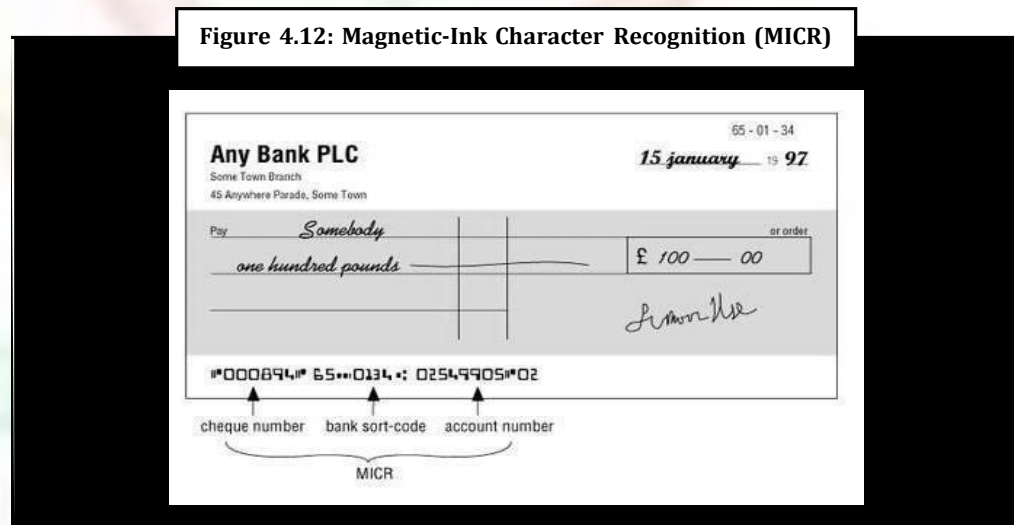 Figure 4.12: Magnetic-Ink Character Recognition (MICR)
65 - 01 - 34
Any Bank PLC
15 january 19 97
Some Town Branch
45 Anywhere Parade, Some Town
Pay Somebody or order
one hundred pounds £ 100 — 00
⑈000894⑈ 65⑉0134⑆ 02549905⑈02
cheque number bank sort-code account number
MICR